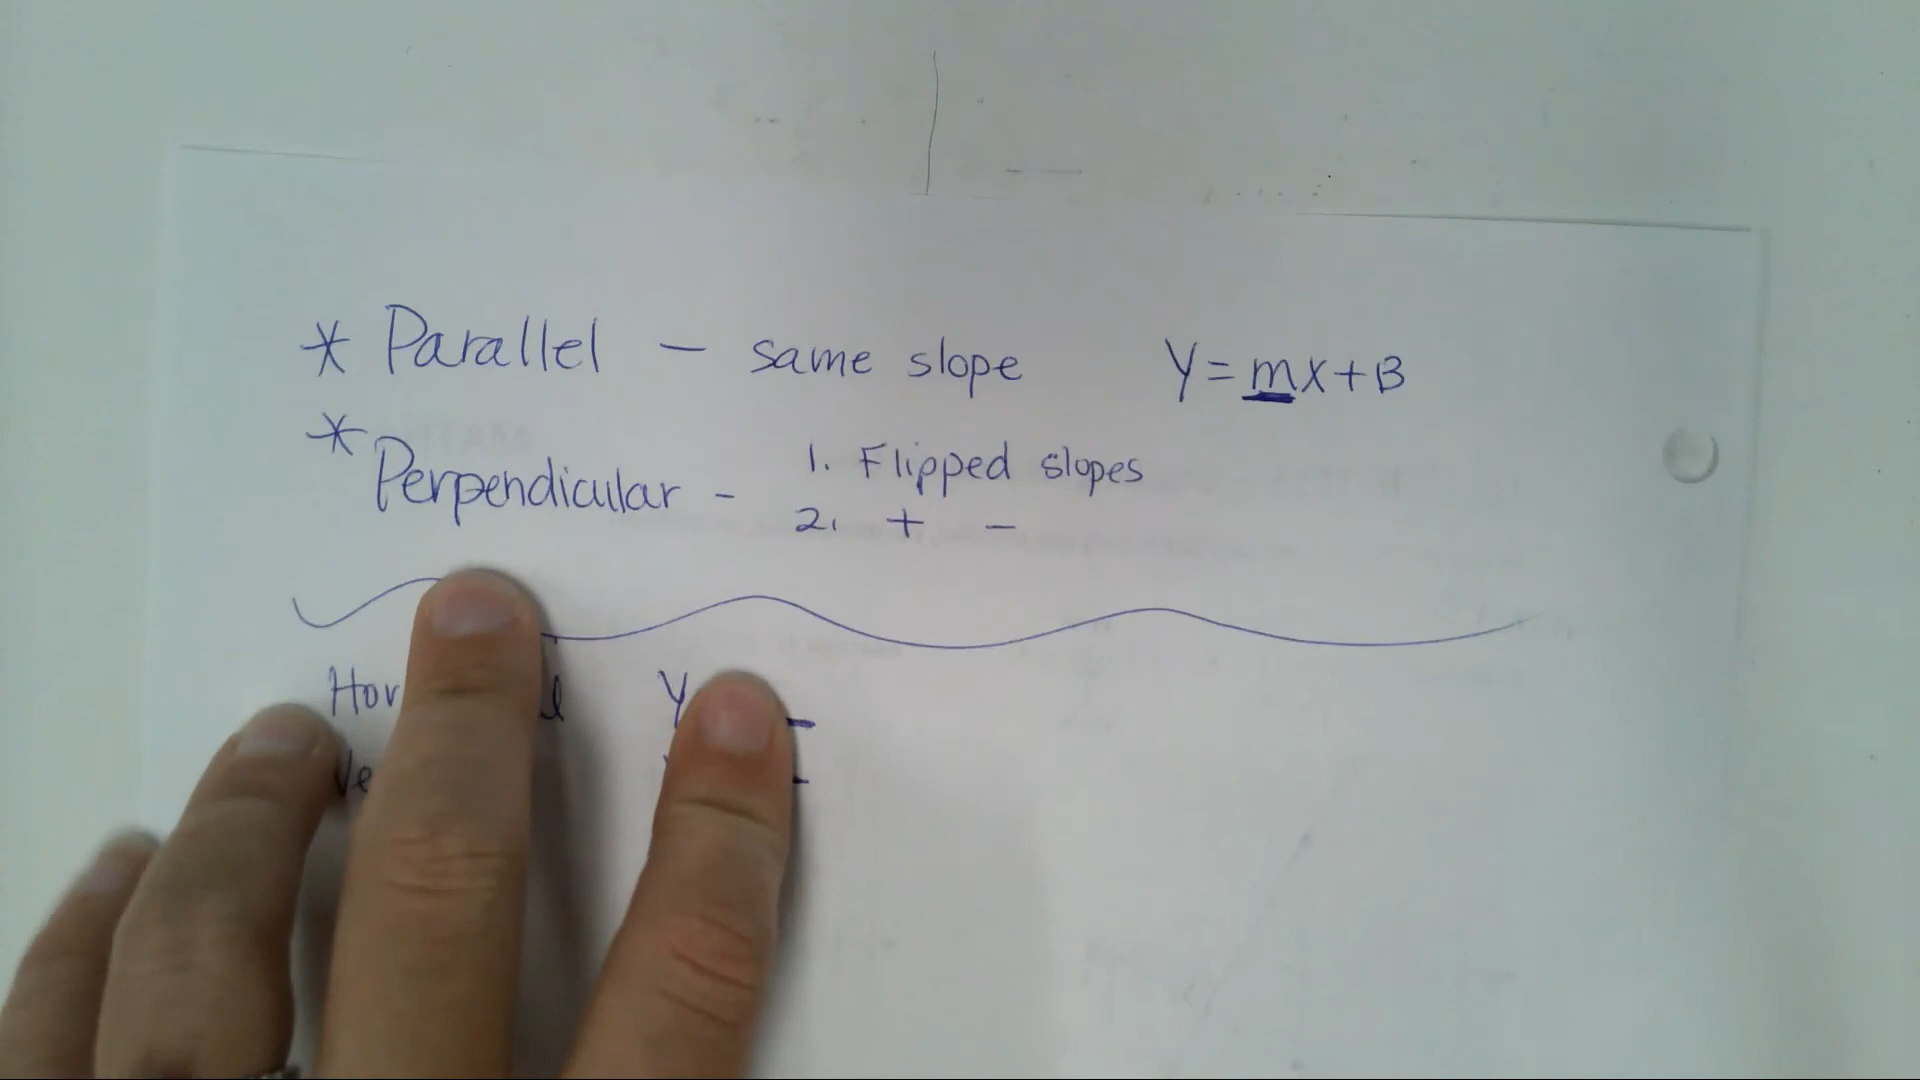 * Parallel - same slope Y=mx+B
* Perpendicular - 1. Flipped slopes
2. + -
Y